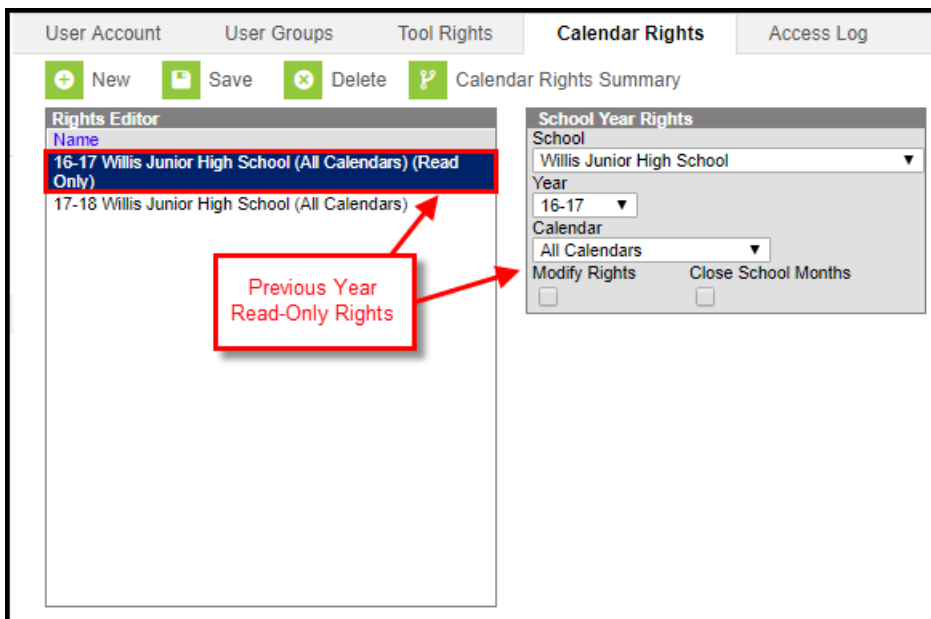 User Account User Groups Tool Rights Calendar Rights Access Log
New Save Delete Calendar Rights Summary
Rights Editor
Name
16-17 Willis Junior High School (All Calendars) (Read
Only)
17-18 Willis Junior High School (All Calendars)
Previous Year
Read-Only Rights
School Year Rights
School
Willis Junior High School
Year
16-17
Calendar
All Calendars
Modify Rights Close School Months